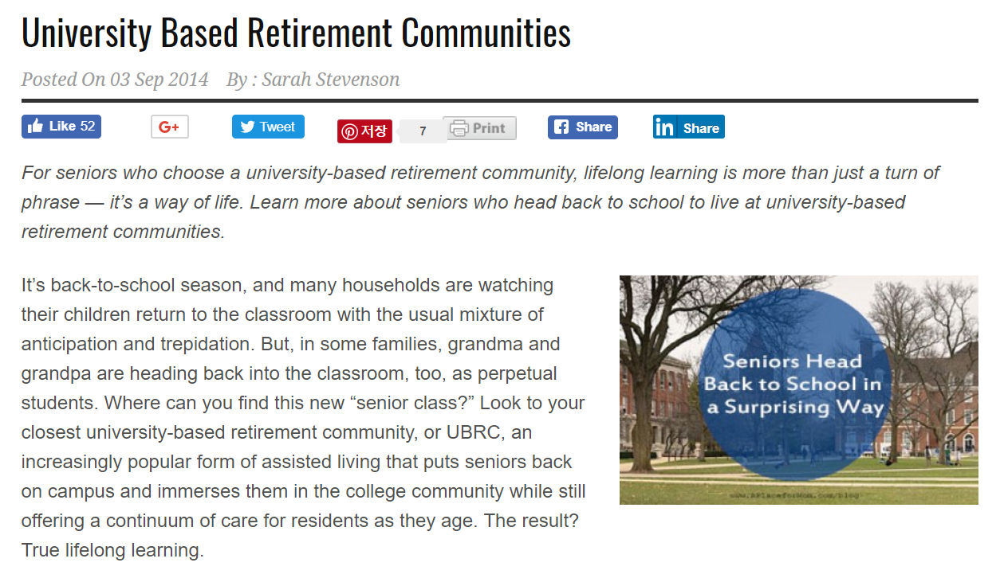 University Based Retirement Communities
Posted On 03 Sep 2014 By : Sarah Stevenson
Like 52
G+
Tweet
저장
7
Print
Share
in Share
For seniors who choose a university-based retirement community, lifelong learning is more than just a turn of
phrase — it’s a way of life. Learn more about seniors who head back to school to live at university-based
retirement communities.
It’s back-to-school season, and many households are watching
their children return to the classroom with the usual mixture of
anticipation and trepidation. But, in some families, grandma and
grandpa are heading back into the classroom, too, as perpetual
students. Where can you find this new “senior class?” Look to your
closest university-based retirement community, or UBRC, an
increasingly popular form of assisted living that puts seniors back
on campus and immerses them in the college community while still
offering a continuum of care for residents as they age. The result?
True lifelong learning.
Seniors Head
Back to School in
a Surprising Way
www.APlaceforMom.com/blog